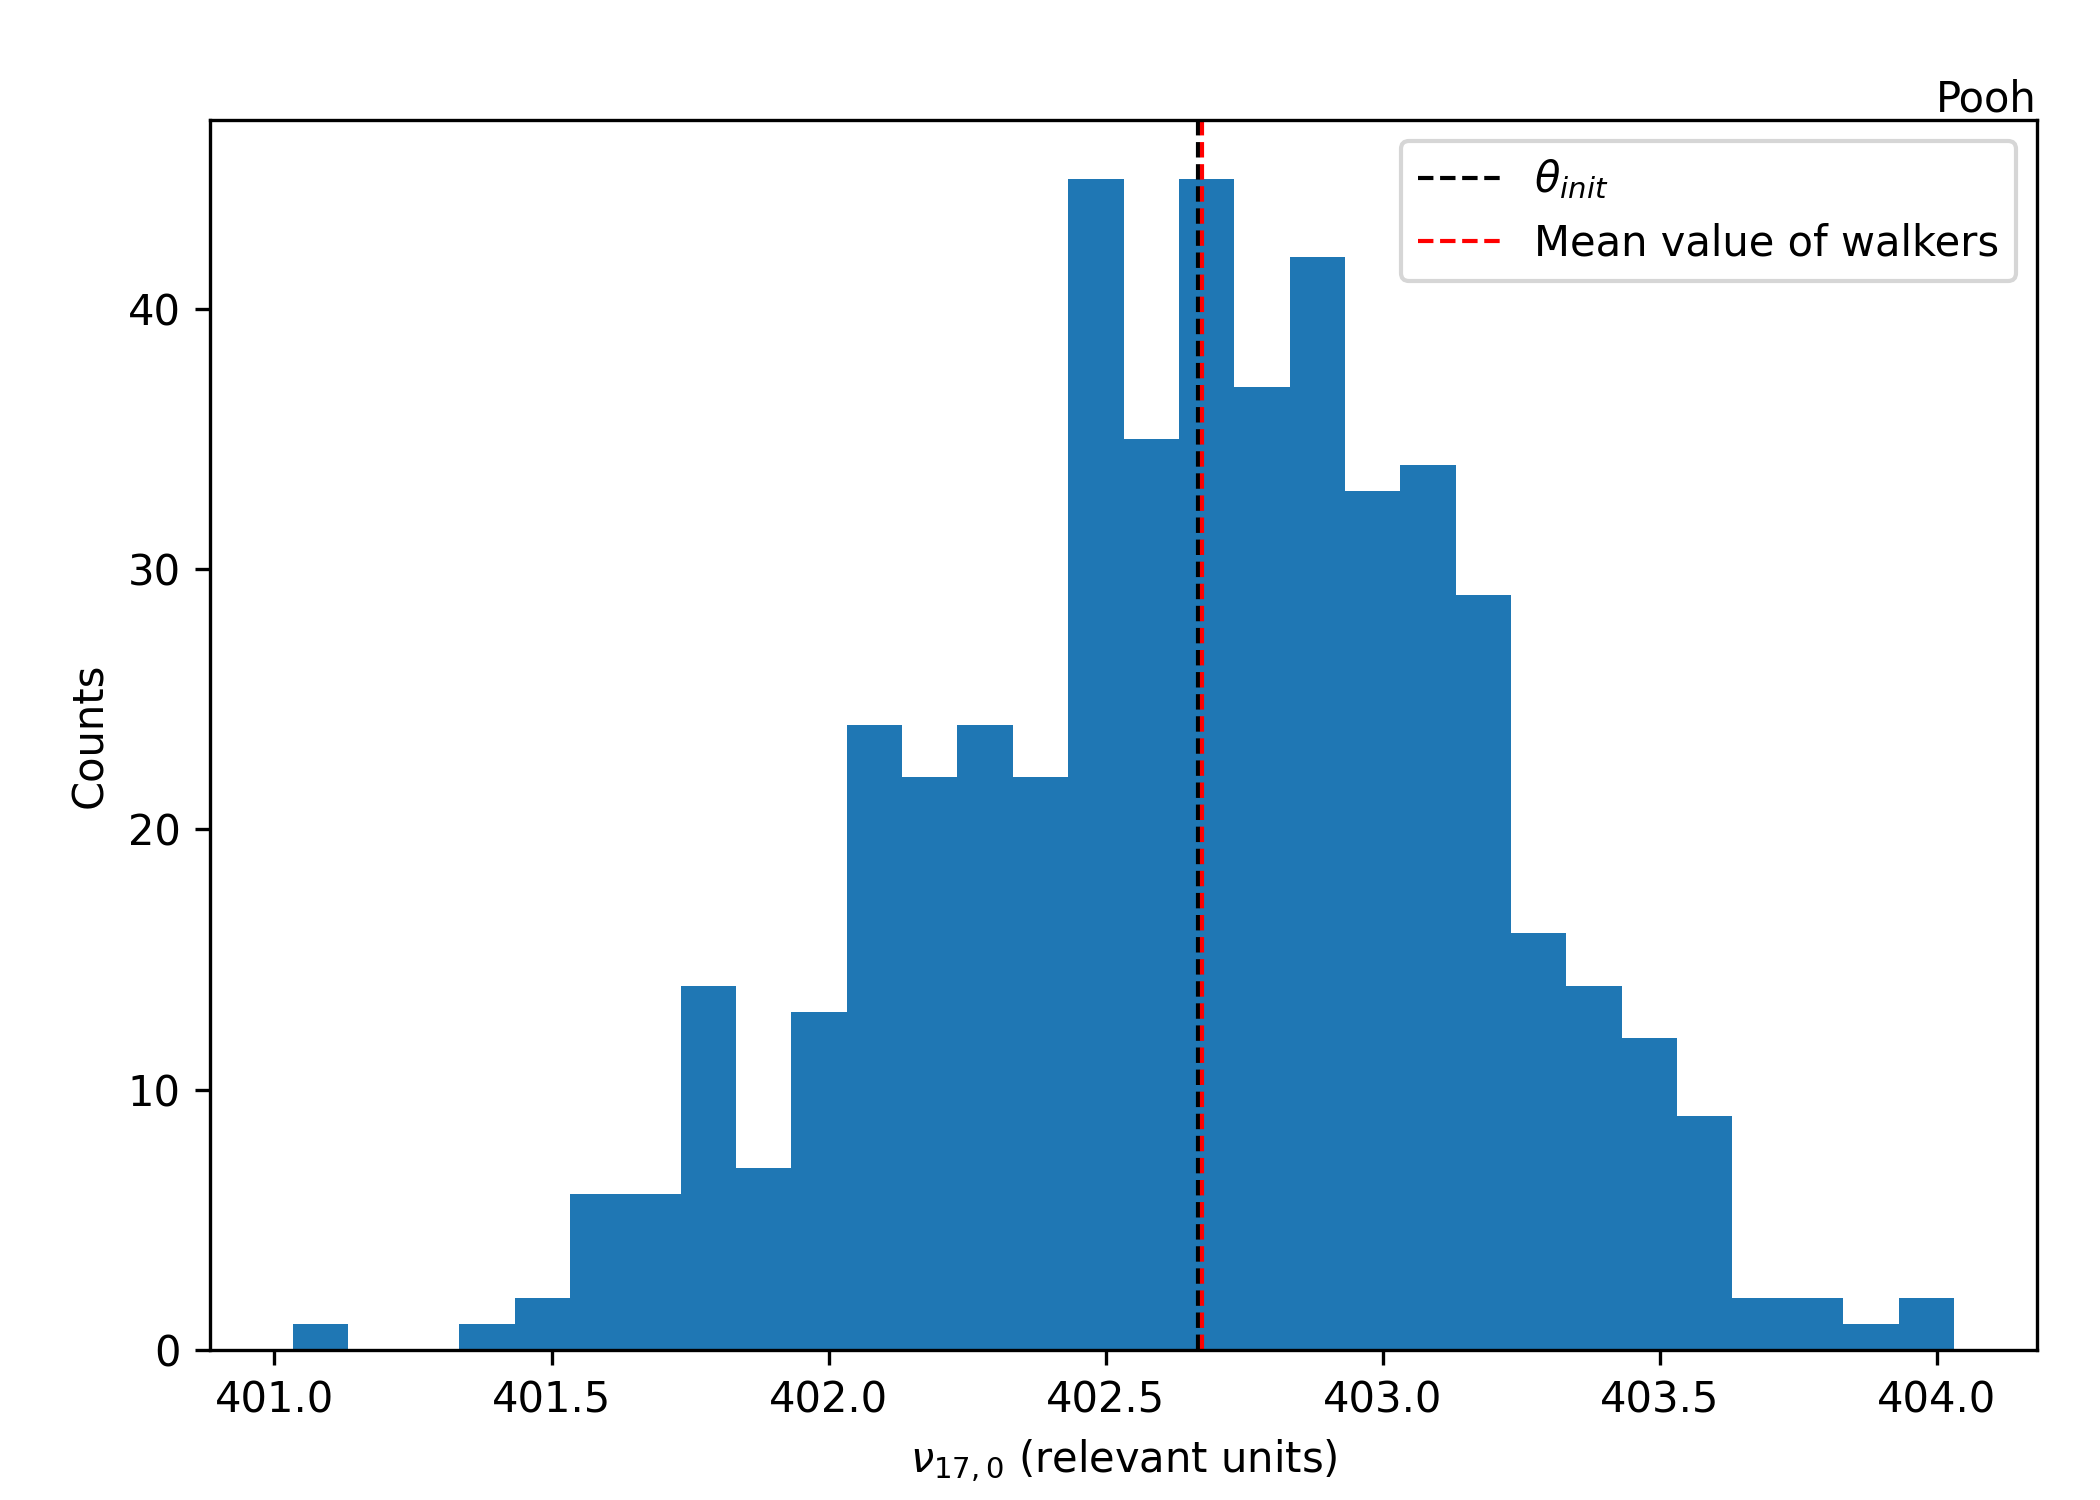 Pooh
θinit
Mean value of walkers
40
30
20
10
0
Counts
401.0 401.5 402.0 402.5 403.0 403.5 404.0
ν17,0 (relevant units)